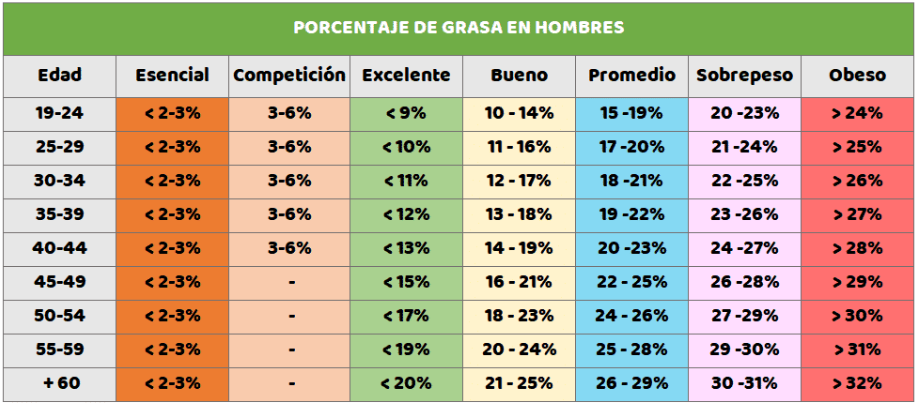 PORCENTAJE DE GRASA EN HOMBRES
Edad Esencial Competición Excelente Bueno Promedio Sobrepeso Obeso
19-24 < 2-3% 3-6% < 9% 10 - 14% 15 -19% 20 -23% > 24%
25-29 < 2-3% 3-6% < 10% 11 - 16% 17 -20% 21 -24% > 25%
30-34 < 2-3% 3-6% < 11% 12 - 17% 18 -21% 22 -25% > 26%
35-39 < 2-3% 3-6% < 12% 13 - 18% 19 -22% 23 -26% > 27%
40-44 < 2-3% 3-6% < 13% 14 - 19% 20 -23% 24 -27% > 28%
45-49 < 2-3% - < 15% 16 - 21% 22 - 25% 26 -28% > 29%
50-54 < 2-3% - < 17% 18 - 23% 24 - 26% 27 -29% > 30%
55-59 < 2-3% - < 19% 20 - 24% 25 - 28% 29 -30% > 31%
+ 60 < 2-3% - < 20% 21 - 25% 26 - 29% 30 -31% > 32%